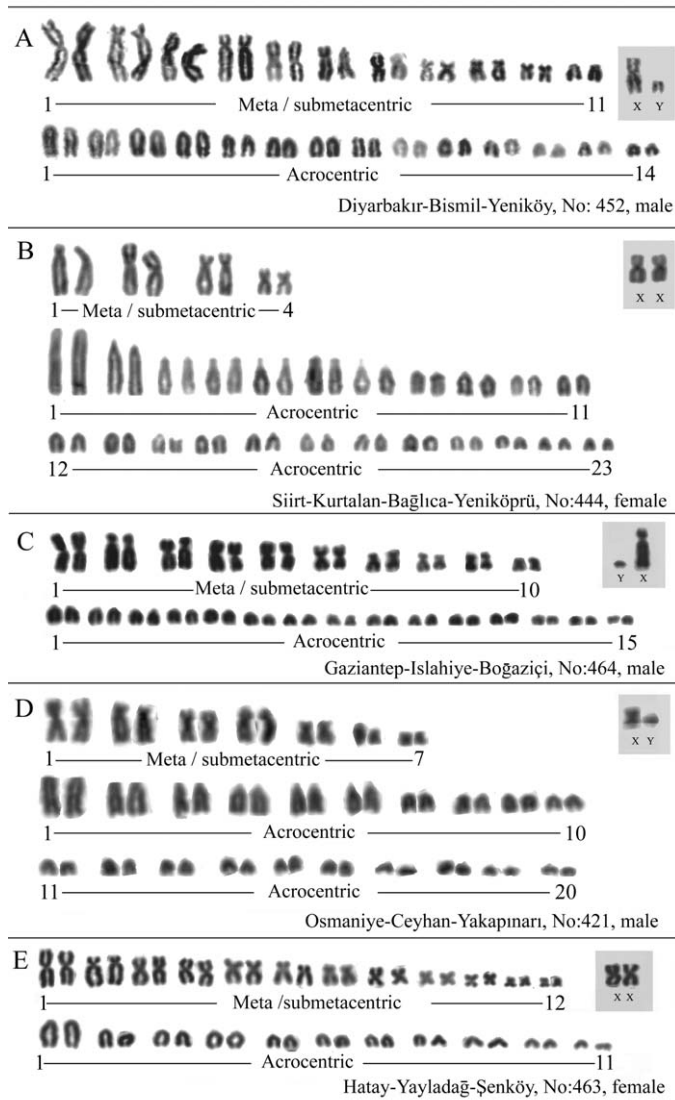 A
1 Meta / submetacentric 11
X Y
1 Acrocentric 14
Diyarbakır-Bismil-Yeniköy, No: 452, male
B
1 Meta / submetacentric 4
X X
1 Acrocentric 11
12 Acrocentric 23
Siirt-Kurtalan-Bağlıca-Yeniköprü, No:444, female
C
1 Meta / submetacentric 10
Y X
1 Acrocentric 15
Gaziantep-Islahiye-Boğaziçi, No:464, male
D
1 Meta / submetacentric 7
X Y
1 Acrocentric 10
11 Acrocentric 20
Osmaniye-Ceyhan-Yakapınarı, No:421, male
E
1 Meta /submetacentric 12
X X
1 Acrocentric 11
Hatay-Yayladağ-Şenköy, No:463, female